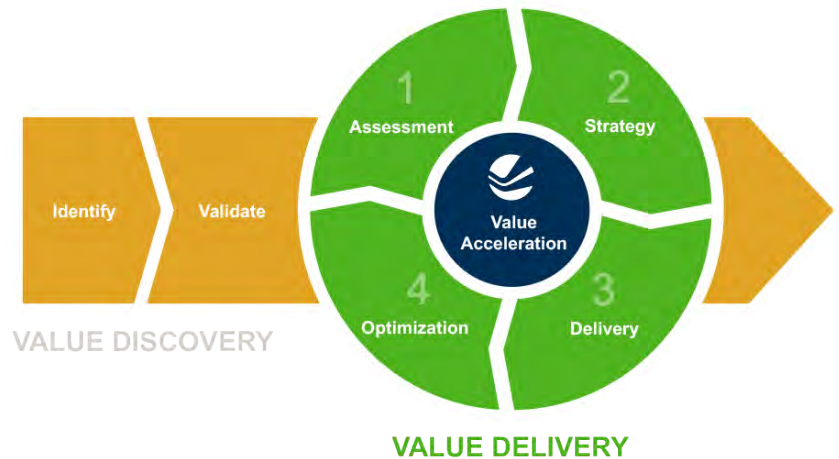 Identify
Validate
1
Assessment
2
Strategy
Value
Acceleration
3
Delivery
4
Optimization
VALUE DISCOVERY
VALUE DELIVERY